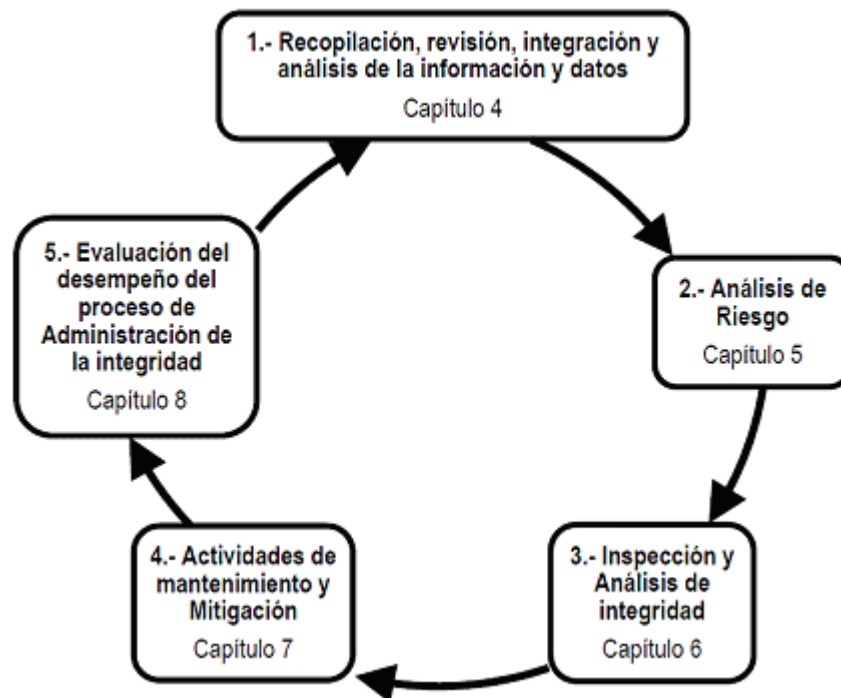 1.- Recopilación, revisión, integración y
análisis de la información y datos
Capítulo 4
2.- Análisis de
Riesgo
Capítulo 5
3.- Inspección y
Análisis de
integridad
Capítulo 6
4.- Actividades de
mantenimiento y
Mitigación
Capítulo 7
5.- Evaluación del
desempeño del
proceso de
Administración de
la integridad
Capítulo 8